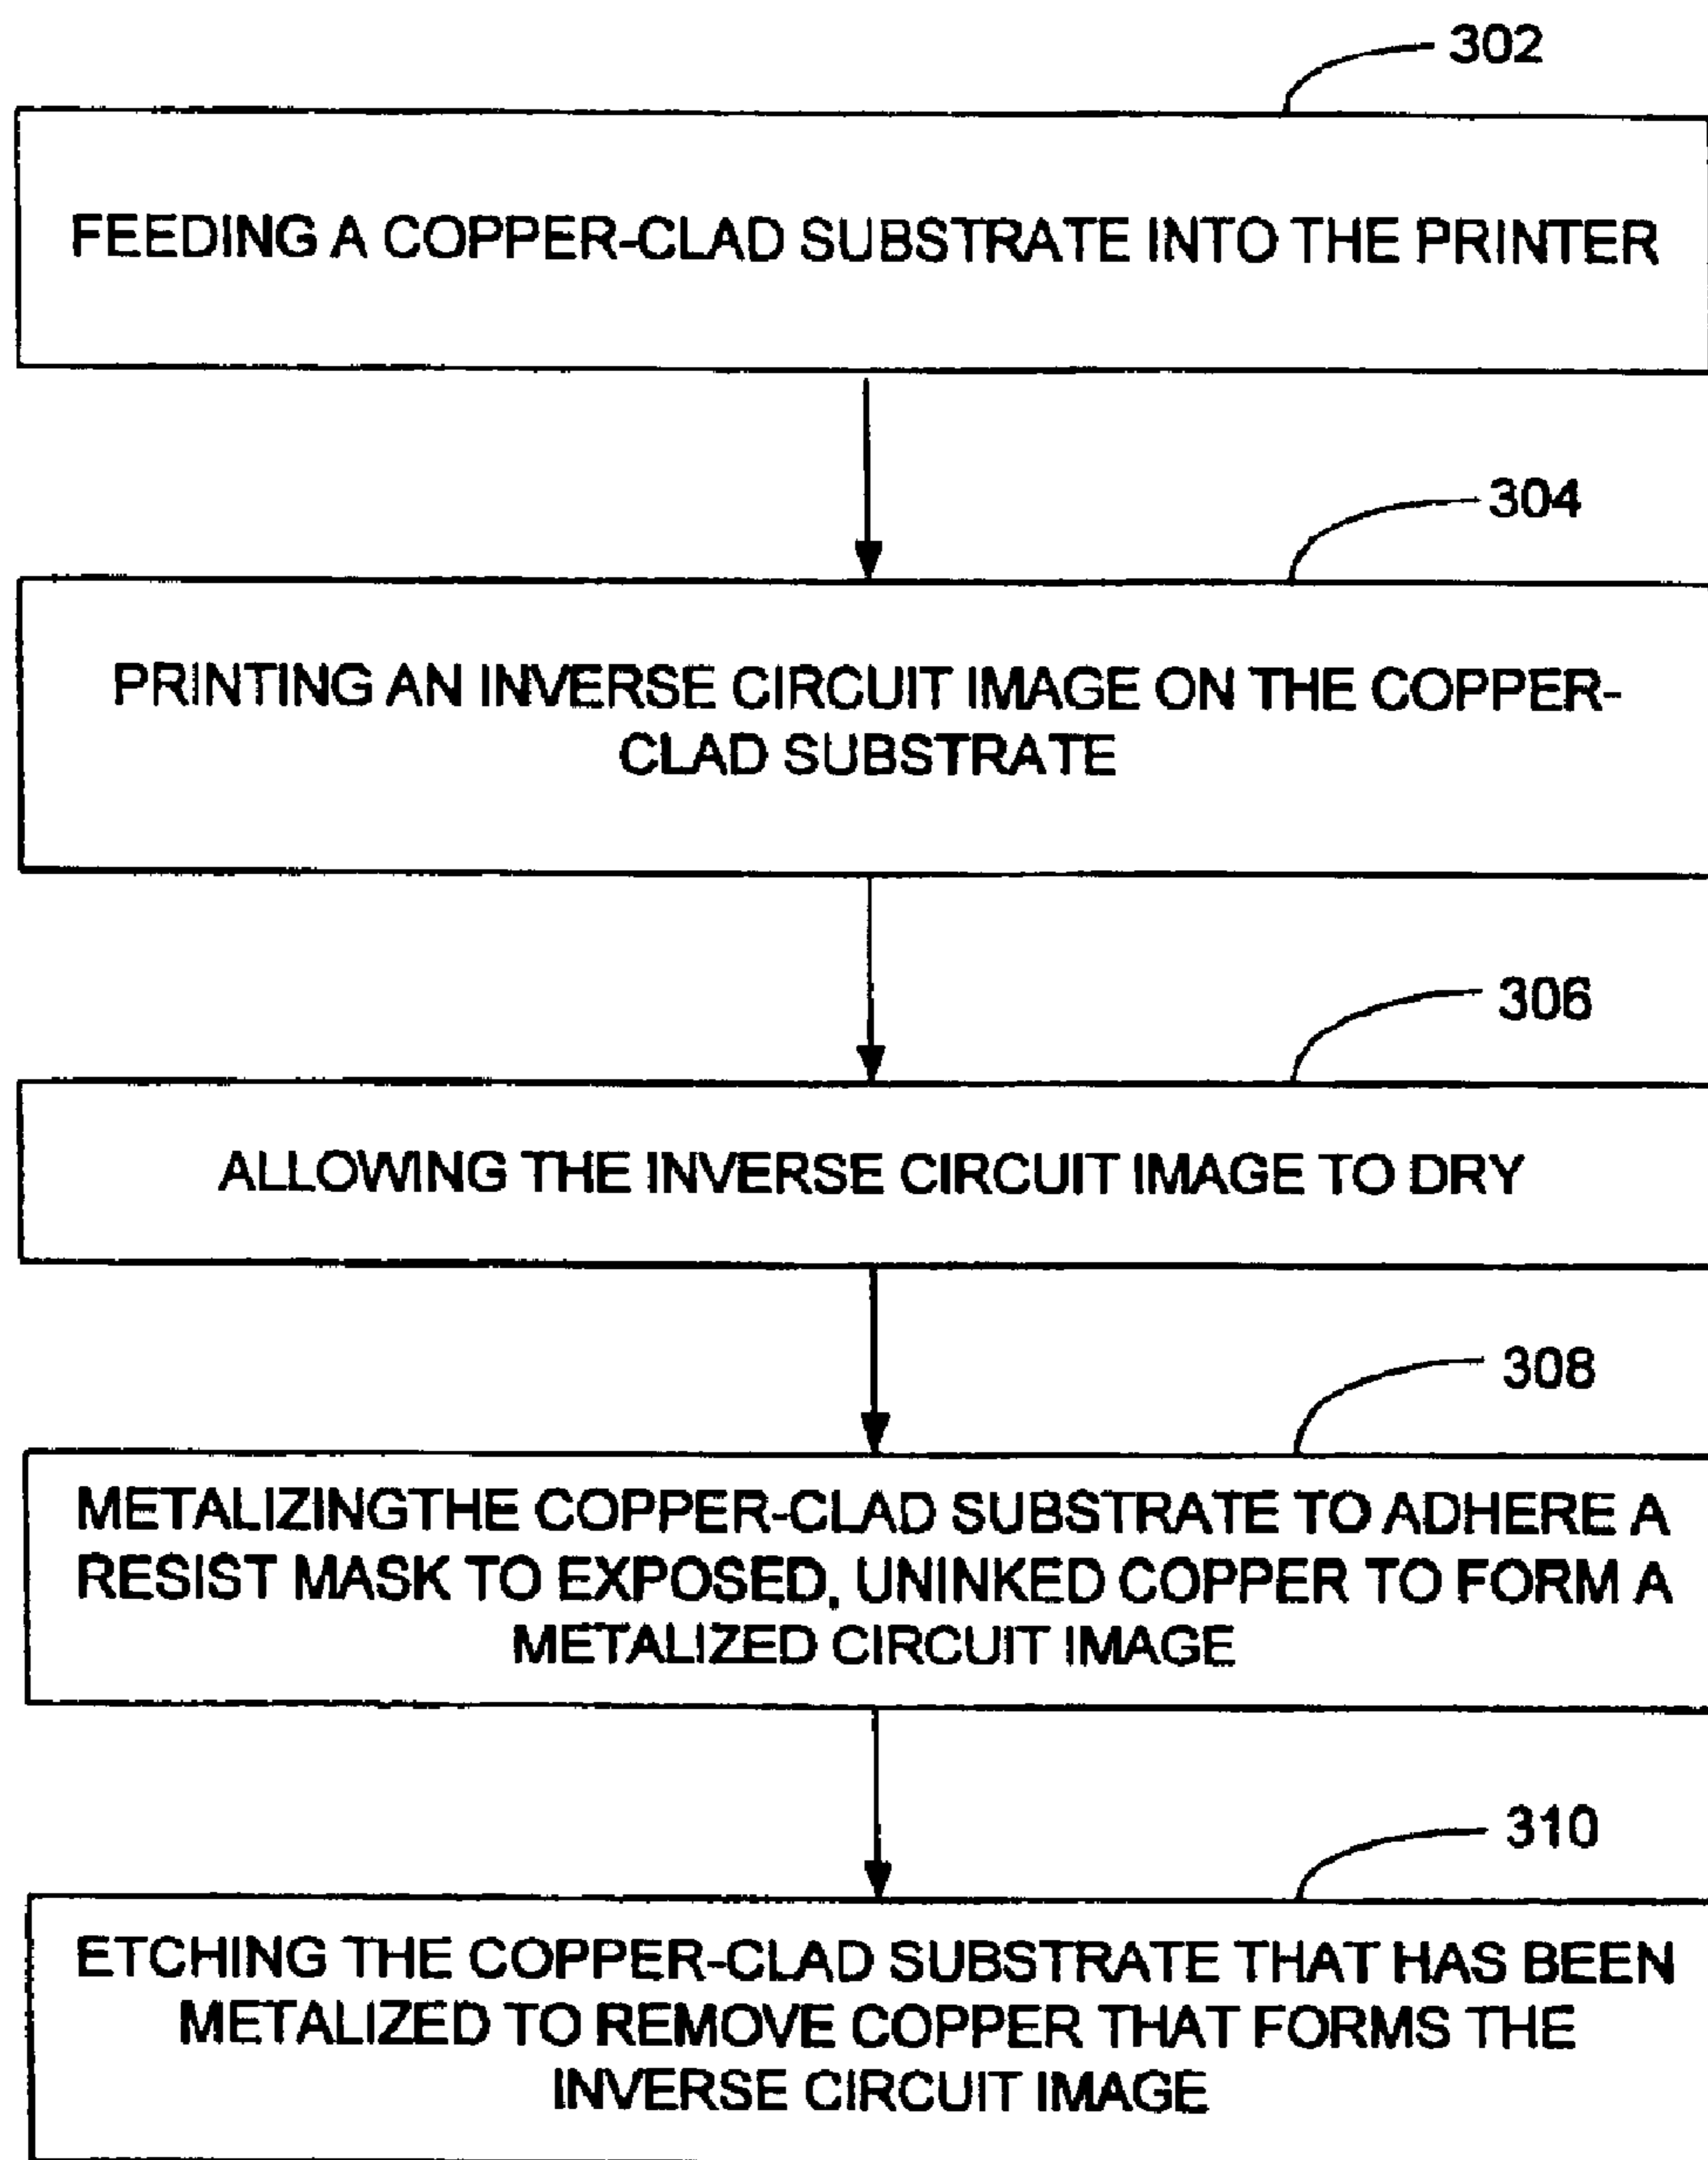 302
FEEDING A COPPER-CLAD SUBSTRATE INTO THE PRINTER
304
PRINTING AN INVERSE CIRCUIT IMAGE ON THE COPPER-
CLAD SUBSTRATE
306
ALLOWING THE INVERSE CIRCUIT IMAGE TO DRY
308
METALIZINGTHE COPPER-CLAD SUBSTRATE TO ADHERE A
RESIST MASK TO EXPOSED, UNINKED COPPER TO FORM A
METALIZED CIRCUIT IMAGE
310
ETCHING THE COPPER-CLAD SUBSTRATE THAT HAS BEEN
METALIZED TO REMOVE COPPER THAT FORMS THE
INVERSE CIRCUIT IMAGE